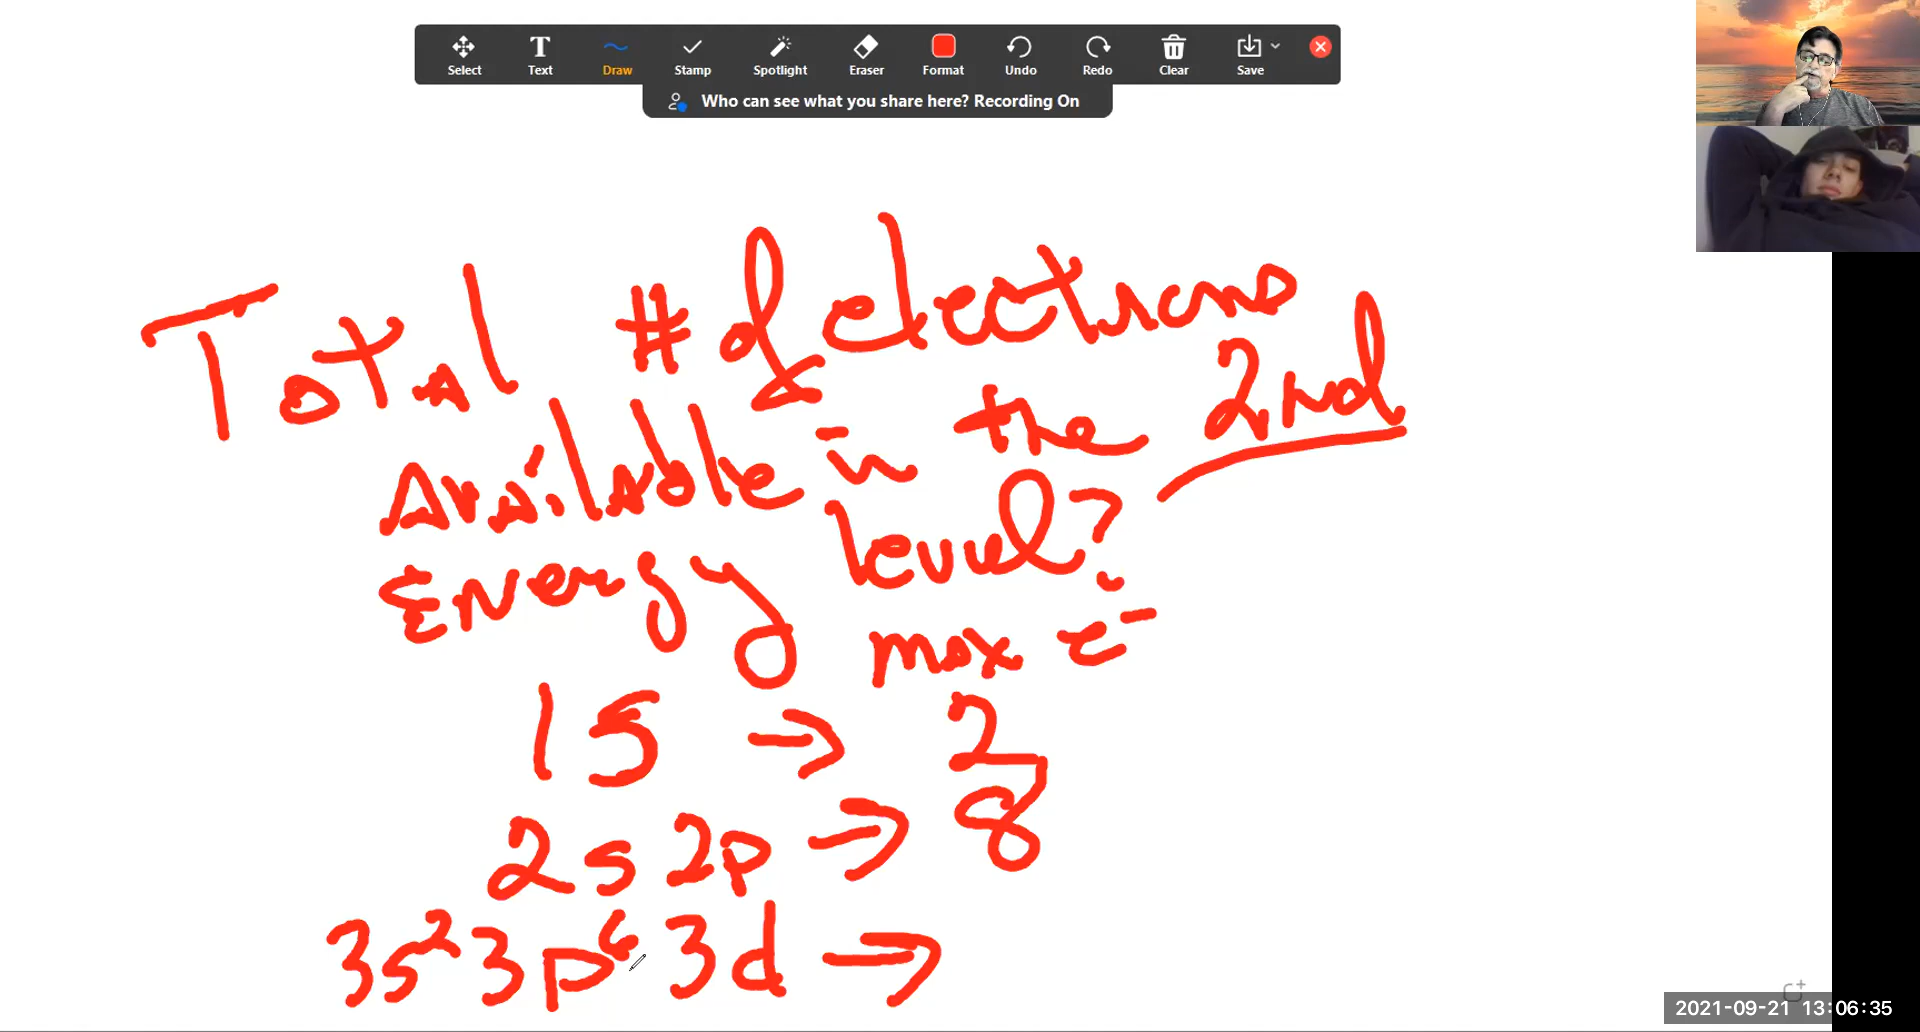 Select Text Draw Stamp Spotlight Eraser Format Undo Redo Clear Save
Who can see what you share here? Recording On
Total # of electrons
Available in the 2nd
Energy level?
max e⁻
1s → 2
2s 2p → 8
3s² 3p⁶ 3d →
2021-09-21 13:06:35